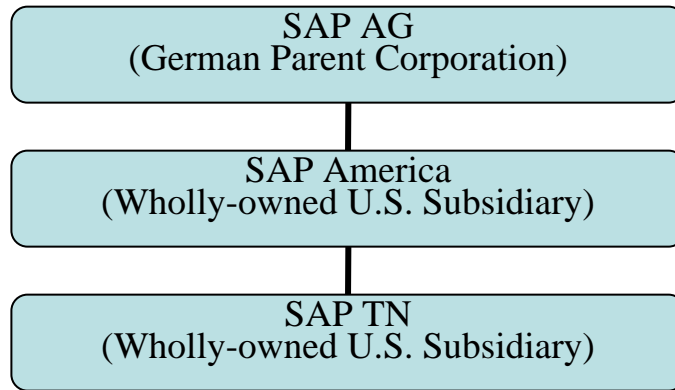 SAP AG
(German Parent Corporation)
SAP America
(Wholly-owned U.S. Subsidiary)
SAP TN
(Wholly-owned U.S. Subsidiary)